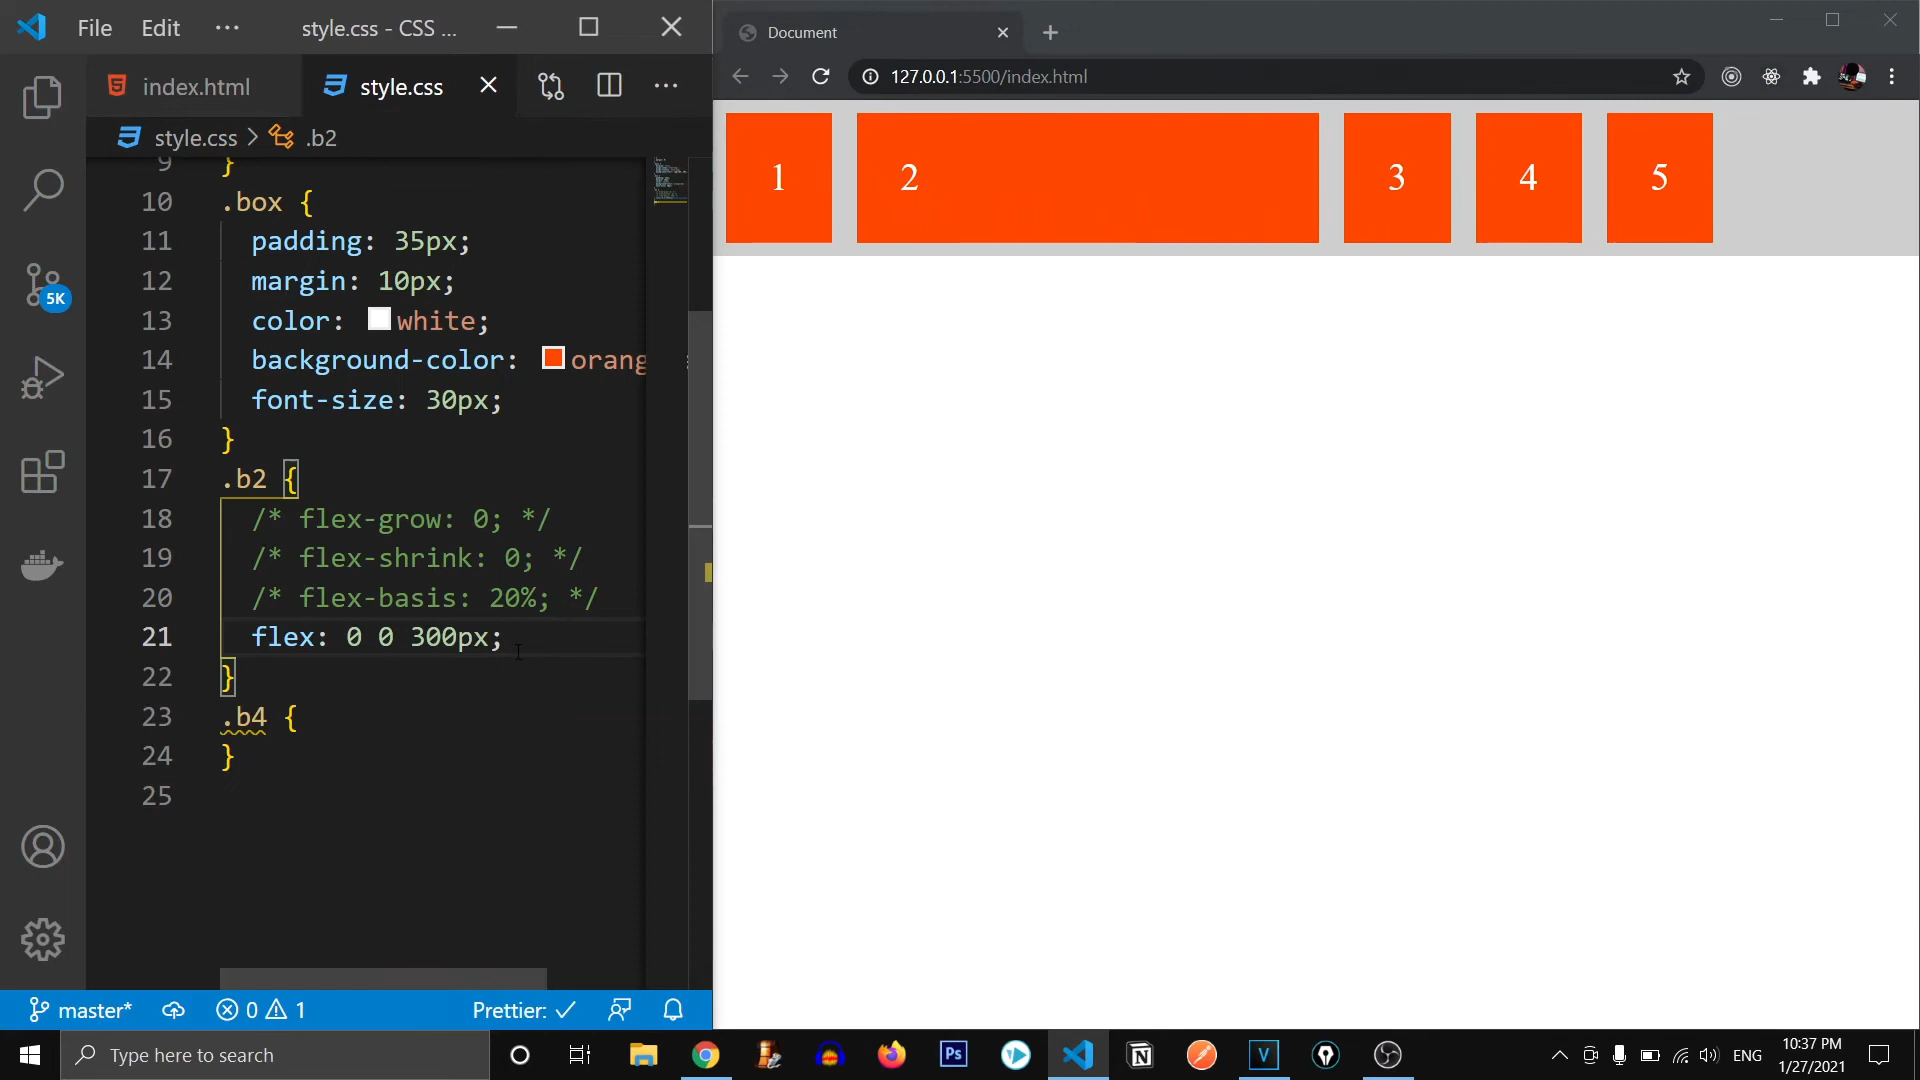 File Edit ··· style.css - CSS ...
Document
127.0.0.1:5500/index.html
index.html style.css
style.css > .b2
9 }
10 .box {
11 padding: 35px;
12 margin: 10px;
13 color: white;
14 background-color: orang
15 font-size: 30px;
16 }
17 .b2 {
18 /* flex-grow: 0; */
19 /* flex-shrink: 0; */
20 /* flex-basis: 20%; */
21 flex: 0 0 300px;
22 }
23 .b4 {
24 }
25
1 2 3 4 5
5K
master* 0 1 Prettier: ✓
Type here to search
Ps
V
N
ENG
10:37 PM
1/27/2021